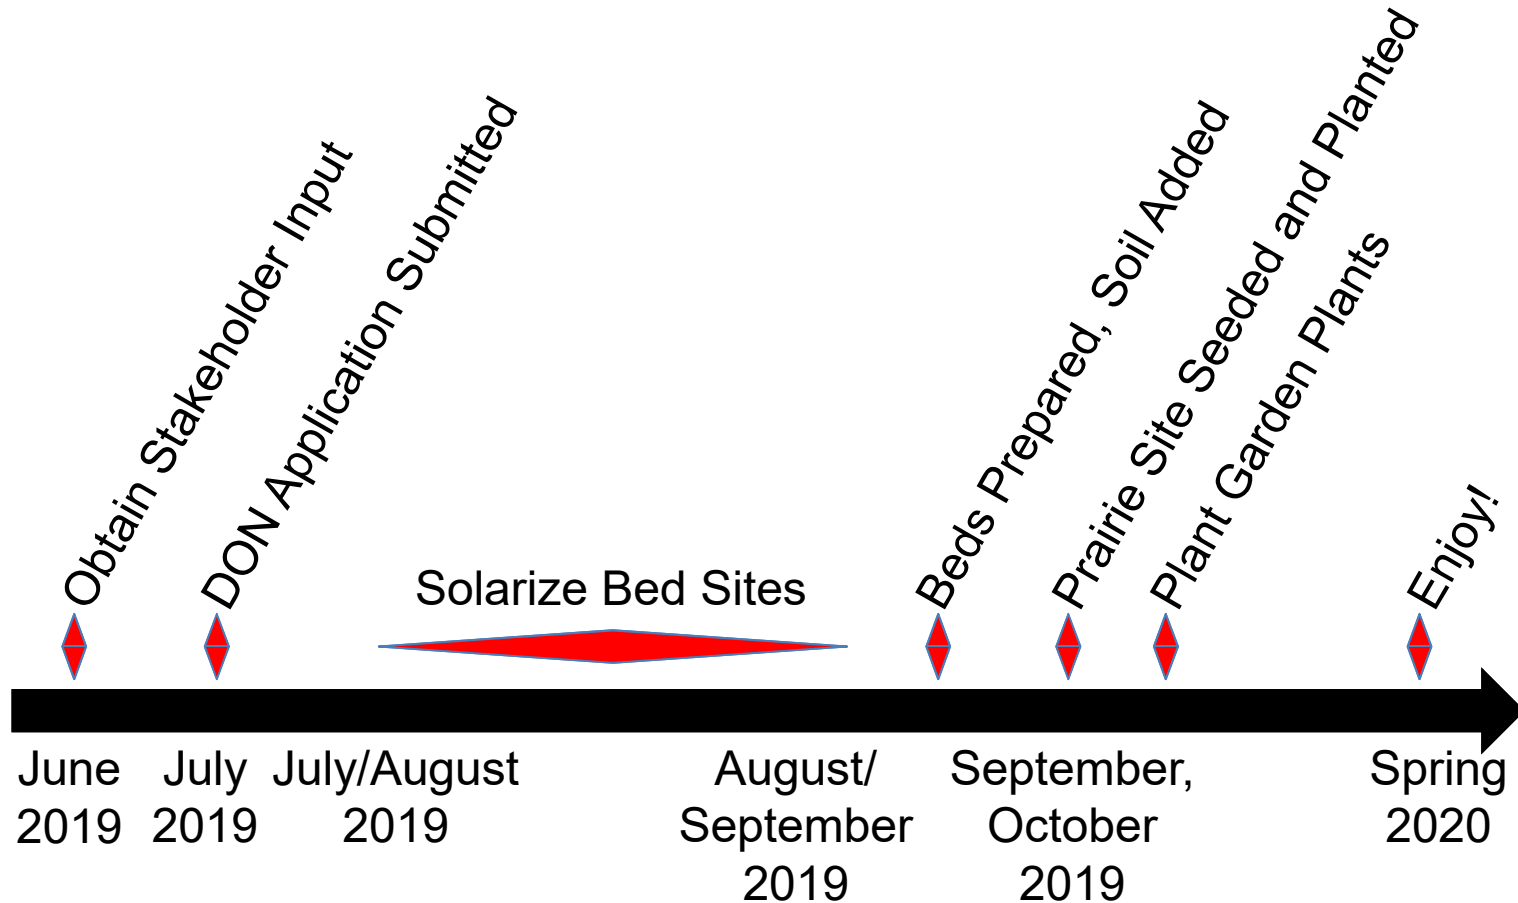 Obtain Stakeholder Input
DON Application Submitted
Solarize Bed Sites
Beds Prepared, Soil Added
Prairie Site Seeded and Planted
Plant Garden Plants
Enjoy!
June
2019
July
2019
July/August
2019
August/
September
2019
September,
October
2019
Spring
2020